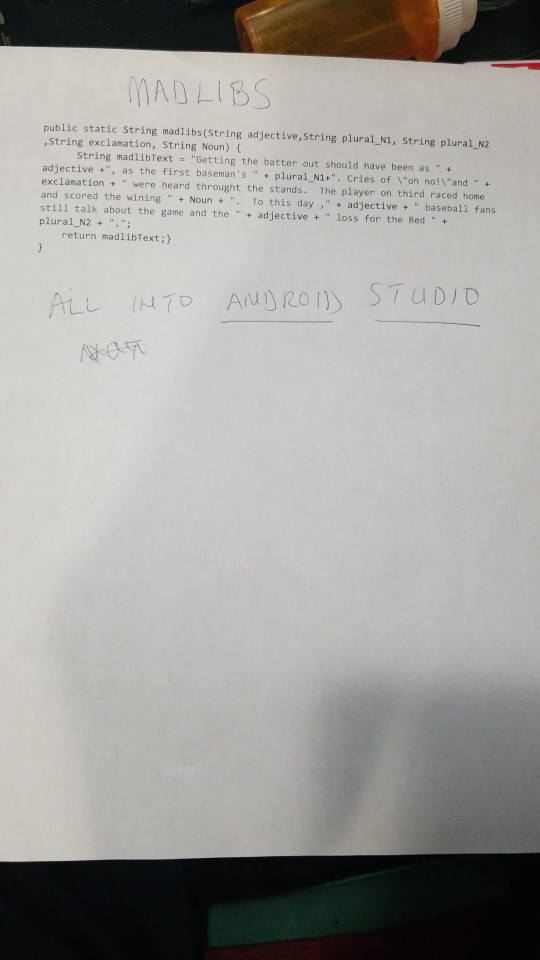 MADLIBS
public static String madlibs(String adjective,String plural_N1, String plural_N2
,String exclamation, String Noun) {
String madlibText = "Getting the batter out should have been as " +
adjective +", as the first baseman's " + plural_N1+". Cries of \"oh no!\"and " +
exclamation + " were heard throught the stands. The player on third raced home
and scored the wining " + Noun + ". To this day ," + adjective + " baseball fans
still talk about the game and the " + adjective + " loss for the Red " +
plural_N2 + ".";
return madlibText;}
}
ALL INTO ANDROID STUDIO